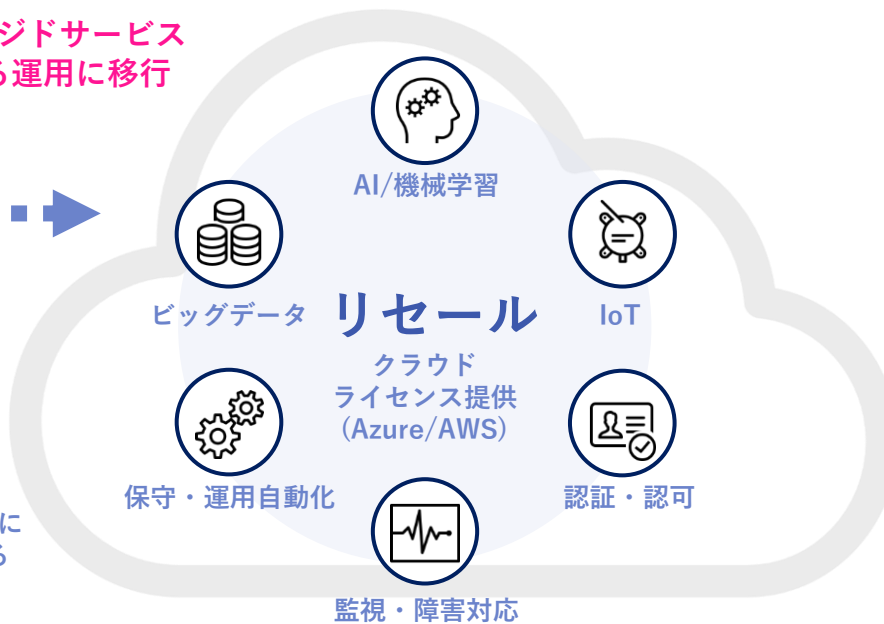 ジドサービス
る運用に移行
AI/機械学習
ビッグデータ
リセール
IoT
クラウド
ライセンス提供
(Azure/AWS)
保守・運用自動化
認証・認可
に
る
監視・障害対応